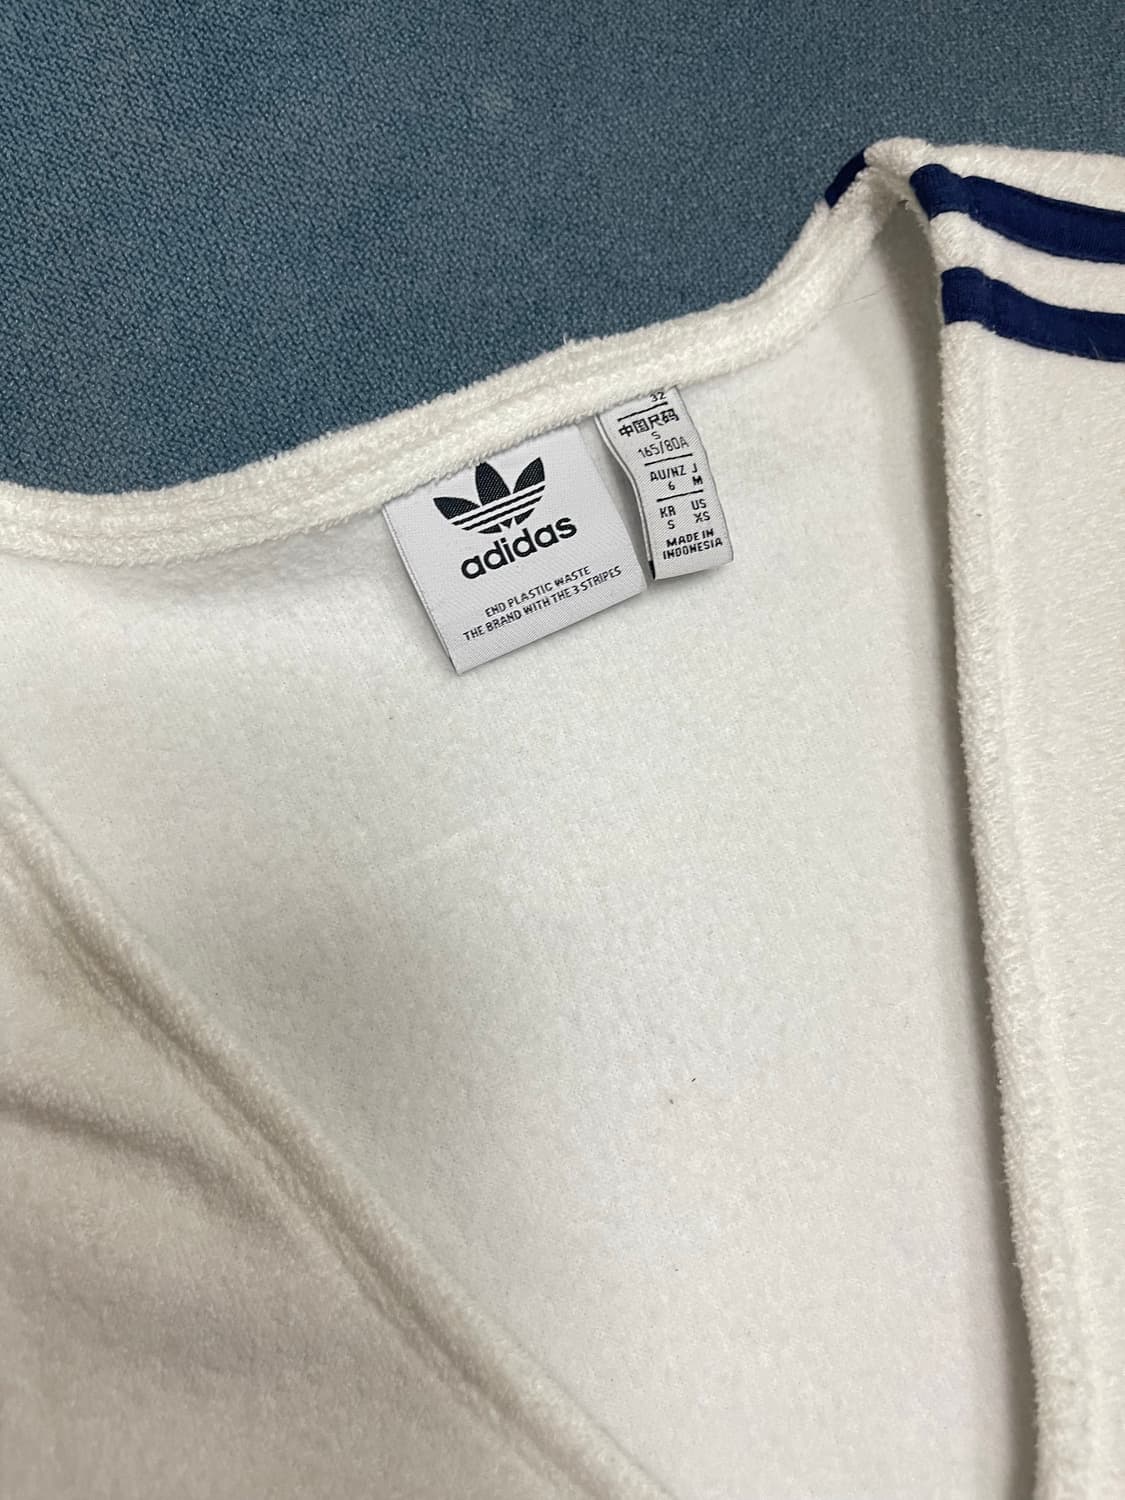 adidas
END PLASTIC WASTE
THE BRAND WITH THE 3 STRIPES
32
中国尺码
S
165/80A
AU/NZ J
6 M
KR US
S XS
MADE IN
INDONESIA